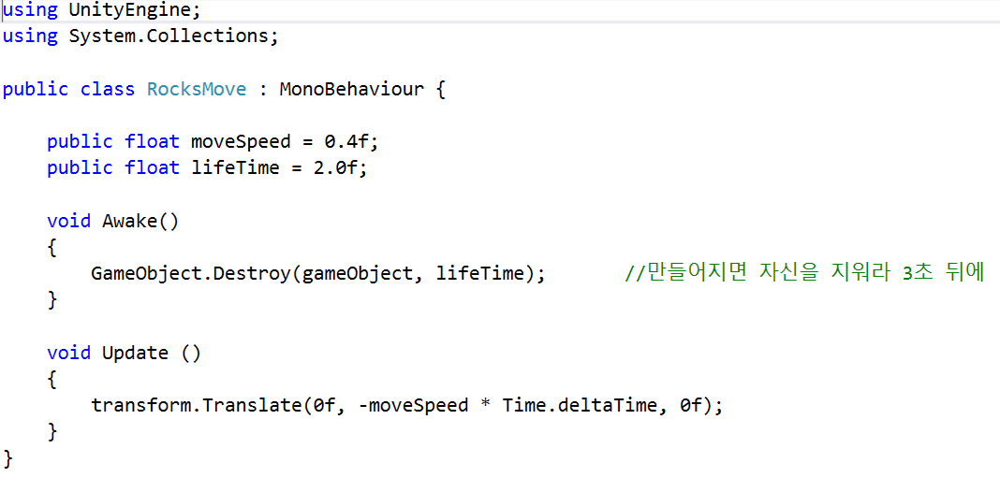 using UnityEngine;
using System.Collections;
public class RocksMove : MonoBehaviour {
public float moveSpeed = 0.4f;
public float lifeTime = 2.0f;
void Awake()
{
GameObject.Destroy(gameObject, lifeTime); //만들어지면 자신을 지워라 3초 뒤에
}
void Update ()
{
transform.Translate(0f, -moveSpeed * Time.deltaTime, 0f);
}
}